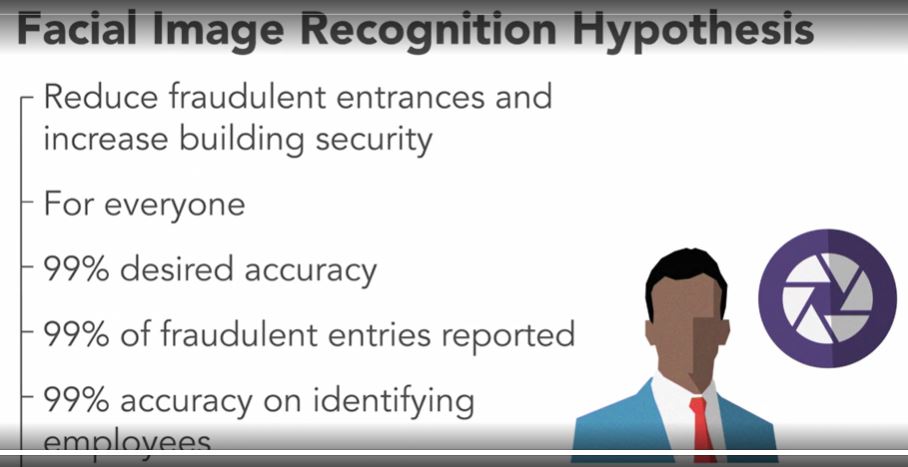 Facial Image Recognition Hypothesis
Reduce fraudulent entrances and
increase building security
For everyone
99% desired accuracy
99% of fraudulent entries reported
99% accuracy on identifying
employees